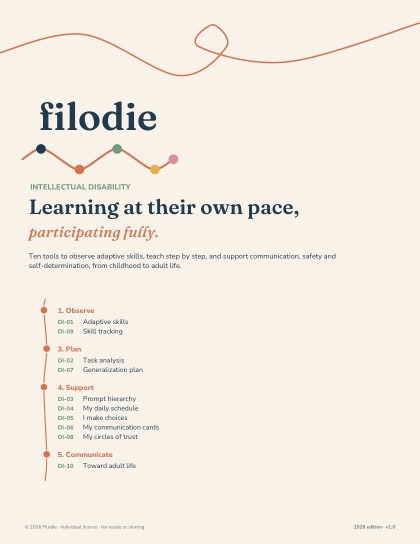 filodie
INTELLECTUAL DISABILITY
Learning at their own pace,
participating fully.
Ten tools to observe adaptive skills, teach step by step, and support communication, safety and
self-determination, from childhood to adult life.
1. Observe
DI-01 Adaptive skills
DI-09 Skill tracking
3. Plan
DI-02 Task analysis
DI-07 Generalization plan
4. Support
DI-03 Prompt hierarchy
DI-04 My daily schedule
DI-05 I make choices
DI-06 My communication cards
DI-08 My circles of trust
5. Communicate
DI-10 Toward adult life
© 2026 Filodie · Individual licence · No resale or sharing
2026 edition · v1.0